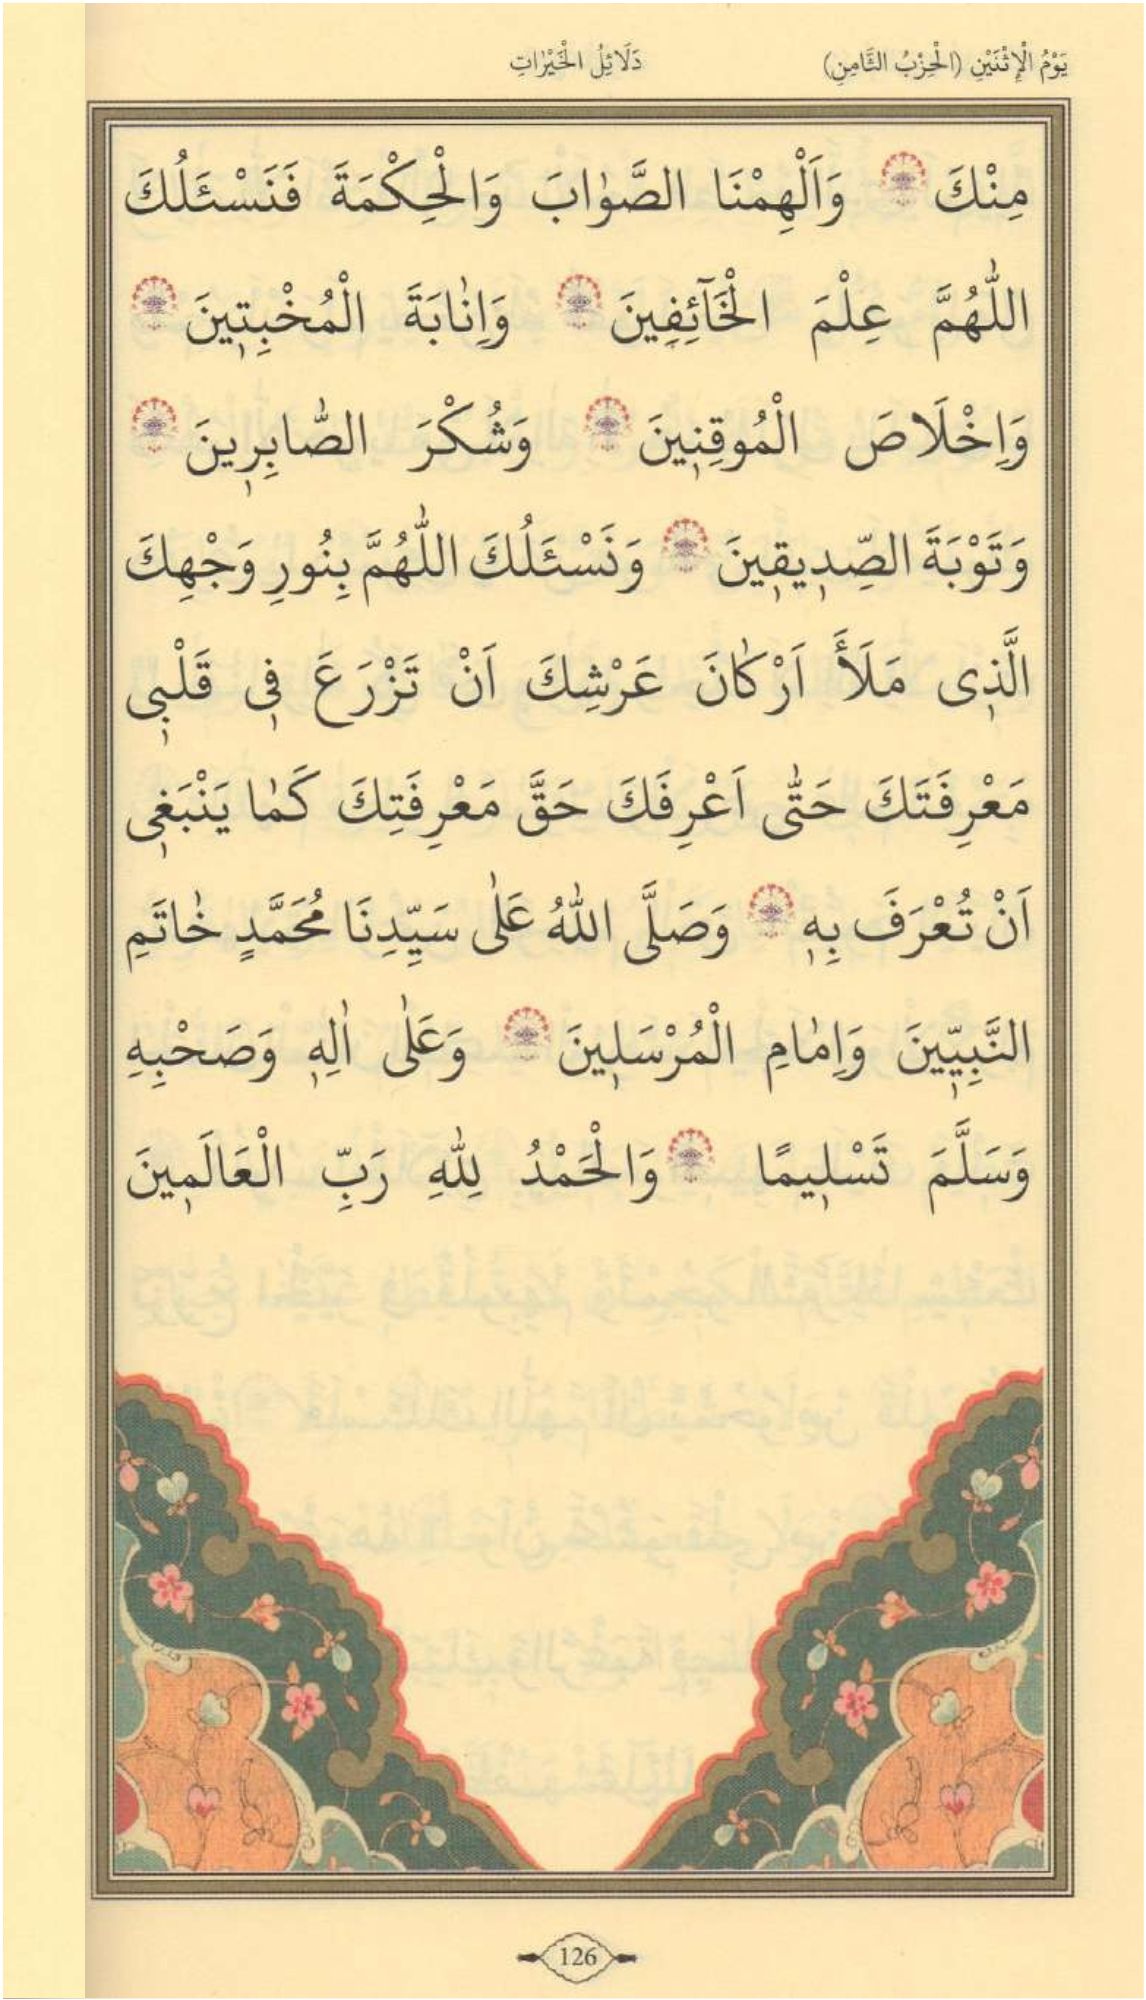 يَوْمُ الْاِثْنَيْنِ (اَلْحِزْبُ الثَّامِنِ) دَلَائِلُ الْخَيْرَاتِ
مِنْكَ وَاَلْهِمْنَا الصَّوٰابَ وَالْحِكْمَةَ فَنَسْئَلُكَ
اللّٰهُمَّ عِلْمَ الْخَآئِفِينَ وَاِنٰابَةَ الْمُخْبِتٖينَ
وَاِخْلَاصَ الْمُوقِنٖينَ وَشُكْرَ الصّٰابِرٖينَ
وَتَوْبَةَ الصِّدٖيقٖينَ وَنَسْئَلُكَ اللّٰهُمَّ بِنُورِ وَجْهِكَ
الَّذٖى مَلَأَ اَرْكٰانَ عَرْشِكَ اَنْ تَزْرَعَ فٖى قَلْبٖى
مَعْرِفَتَكَ حَتّٰى اَعْرِفَكَ حَقَّ مَعْرِفَتِكَ كَمٰا يَنْبَغٖى
اَنْ تُعْرَفَ بِهٖ وَصَلَّى اللّٰهُ عَلٰى سَيِّدِنَا مُحَمَّدٍ خٰاتَمِ
النَّبِيّٖينَ وَاِمٰامِ الْمُرْسَلٖينَ وَعَلٰى اٰلِهٖ وَصَحْبِهِ
وَسَلَّمَ تَسْلٖيمًا وَالْحَمْدُ لِلّٰهِ رَبِّ الْعَالَمٖينَ
126